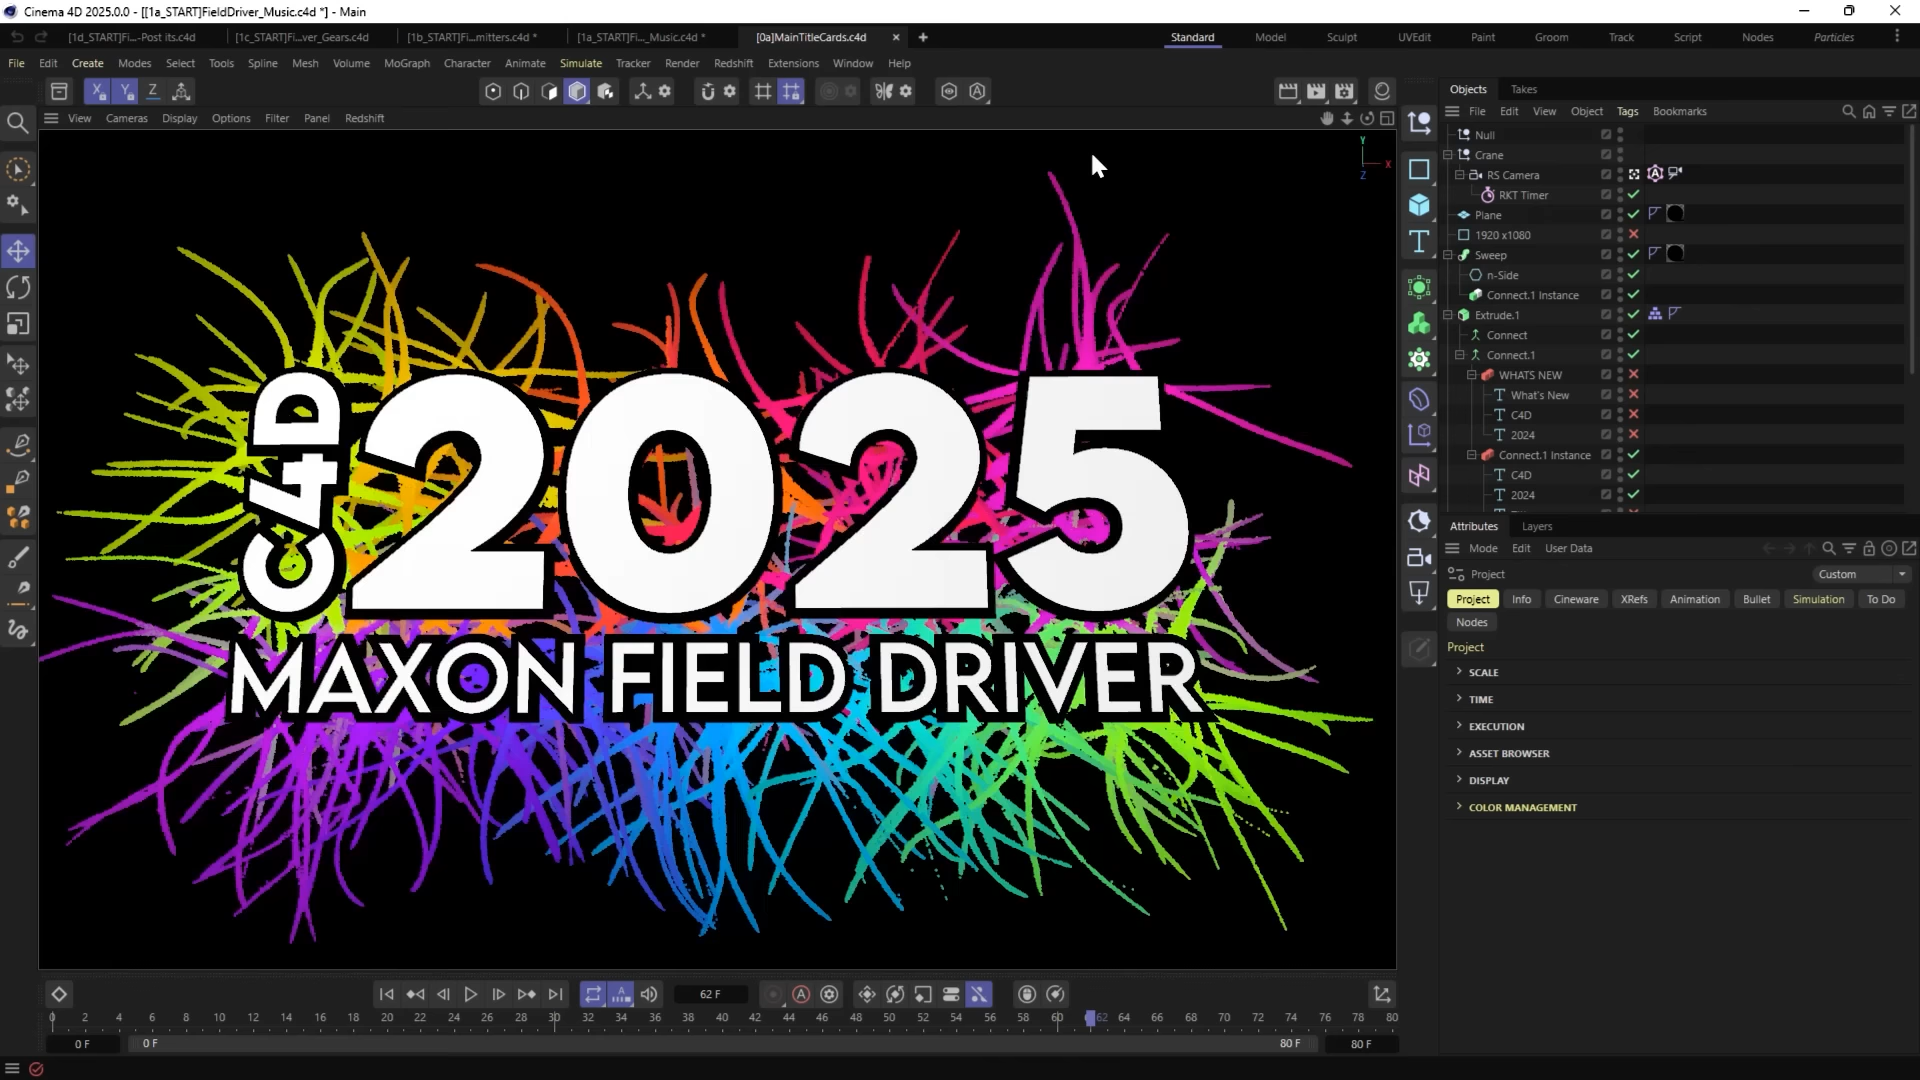 Cinema 4D 2025.0.0 - [[1a_START]FieldDriver_Music.c4d *] - Main
[1d_START]Fi...-Post its.c4d
[1c_START]Fi...ver_Gears.c4d
[1b_START]Fi...mitters.c4d *
[1a_START]Fi..._Music.c4d *
[0a]MainTitleCards.c4d
Standard Model Sculpt UVEdit Paint Groom Track Script Nodes Particles
File Edit Create Modes Select Tools Spline Mesh Volume MoGraph Character Animate Simulate Tracker Render Redshift Extensions Window Help
X Y Z
View Cameras Display Options Filter Panel Redshift
Y
X
Z
C4D
2025
MAXON FIELD DRIVER
Objects Takes
File Edit View Object Tags Bookmarks
Null
Crane
RS Camera
RKT Timer
Plane
1920 x1080
Sweep
n-Side
Connect.1 Instance
Extrude.1
Connect
Connect.1
WHATS NEW
What's New
C4D
2024
Connect.1 Instance
C4D
2024
Attributes Layers
Mode Edit User Data
Project
Custom
Project Info Cineware XRefs Animation Bullet Simulation To Do
Nodes
Project
SCALE
TIME
EXECUTION
ASSET BROWSER
DISPLAY
COLOR MANAGEMENT
62 F
0 2 4 6 8 10 12 14 16 18 20 22 24 26 28 30 32 34 36 38 40 42 44 46 48 50 52 54 56 58 60 62 64 66 68 70 72 74 76 78 80
0 F 0 F 80 F 80 F